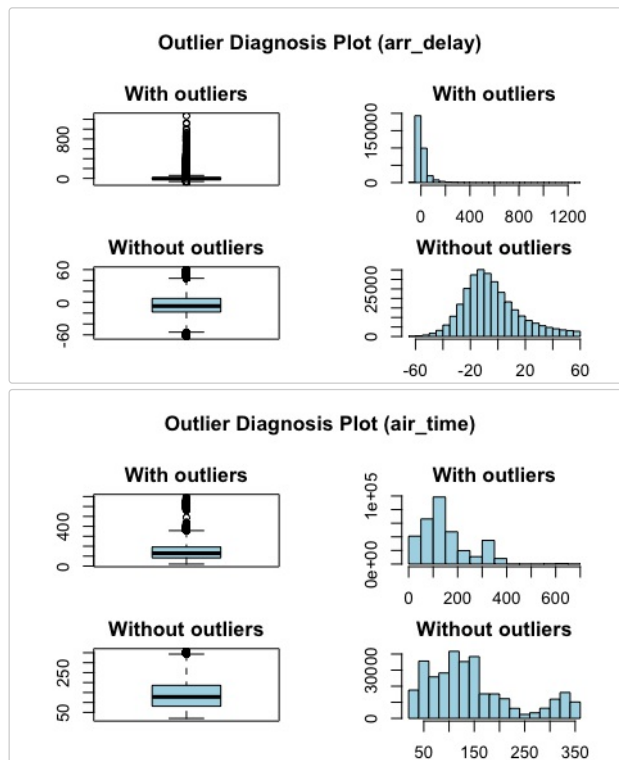 Outlier Diagnosis Plot (arr_delay)
With outliers
800
0
With outliers
150000
0
0 400 800 1200
Without outliers
60
0
-60
Without outliers
25000
0
-60 -20 20 60
Outlier Diagnosis Plot (air_time)
With outliers
400
0
With outliers
1e+05
0e+00
0 200 400 600
Without outliers
250
50
Without outliers
30000
0
50 150 250 350